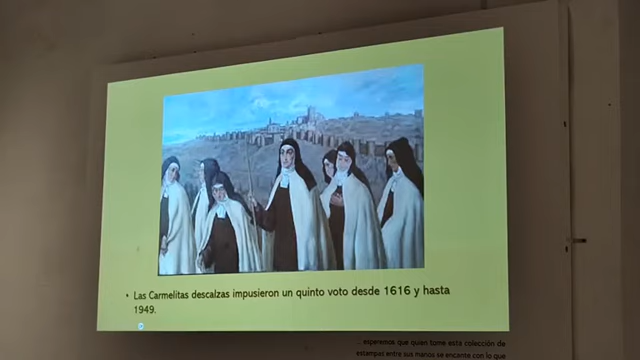 • Las Carmelitas descalzas impusieron un quinto voto desde 1616 y hasta
1949.
... esperemos que quien tome esta colección de
estampas entre sus manos se encante con lo que